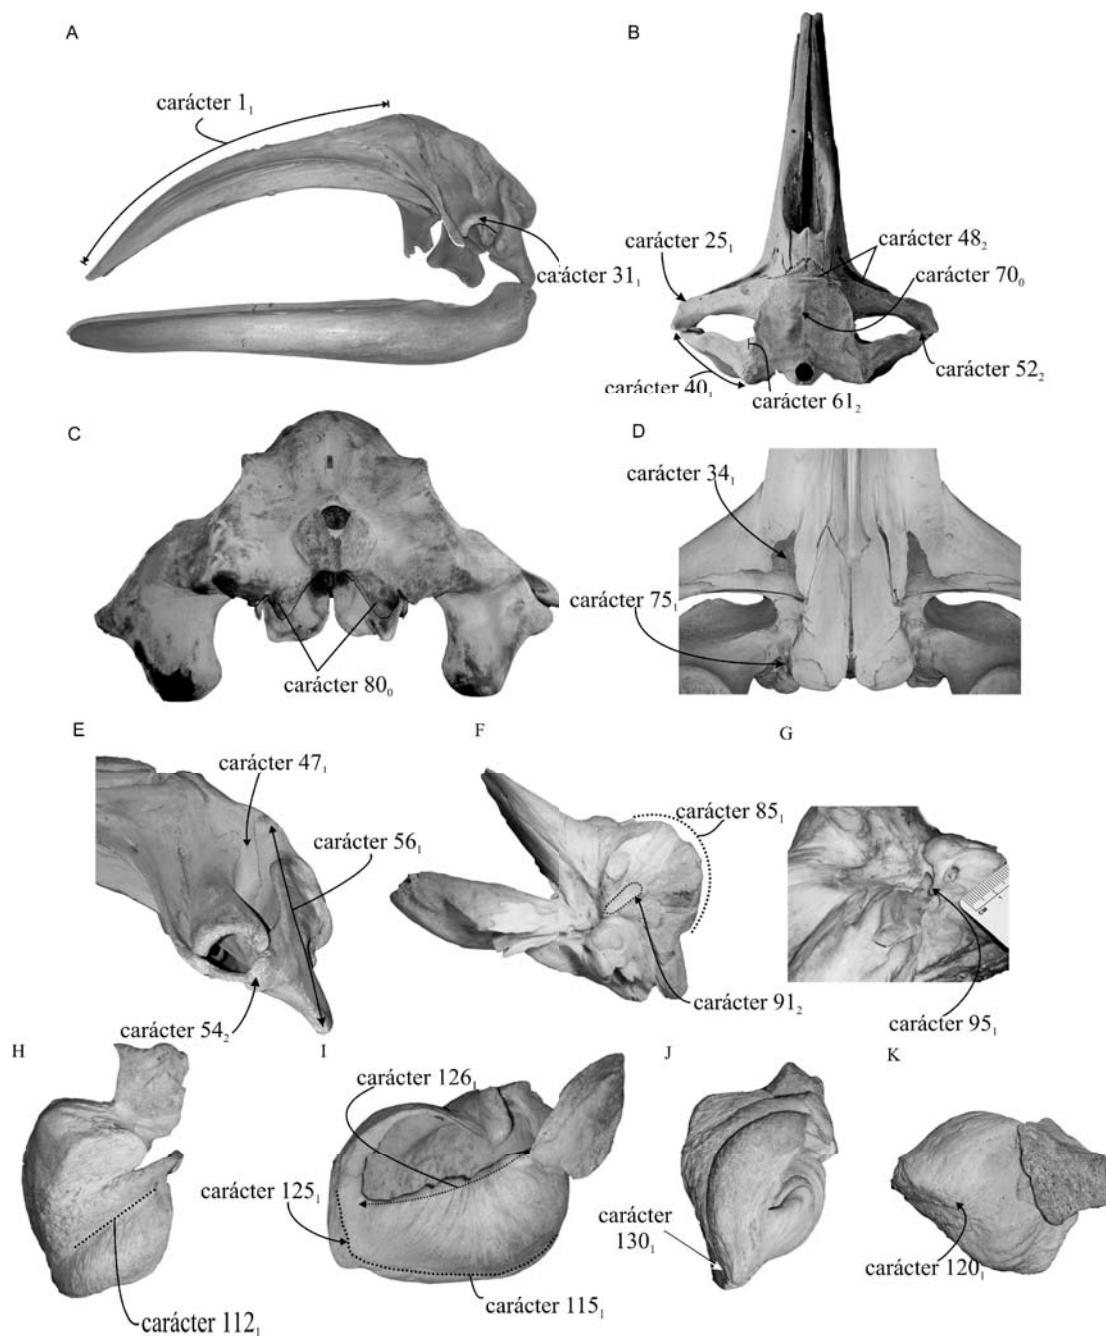 A
carácter 1₁
carácter 31₁
B
carácter 25₁
carácter 48₂
carácter 70₀
carácter 52₂
carácter 40₁
carácter 61₂
C
carácter 80₀
D
carácter 34₁
carácter 75₁
E
carácter 47₁
carácter 56₁
carácter 54₂
F
carácter 85₁
carácter 91₂
G
carácter 95₁
H
carácter 112₁
I
carácter 126₁
carácter 125₁
carácter 115₁
J
carácter
130₁
K
carácter 120₁